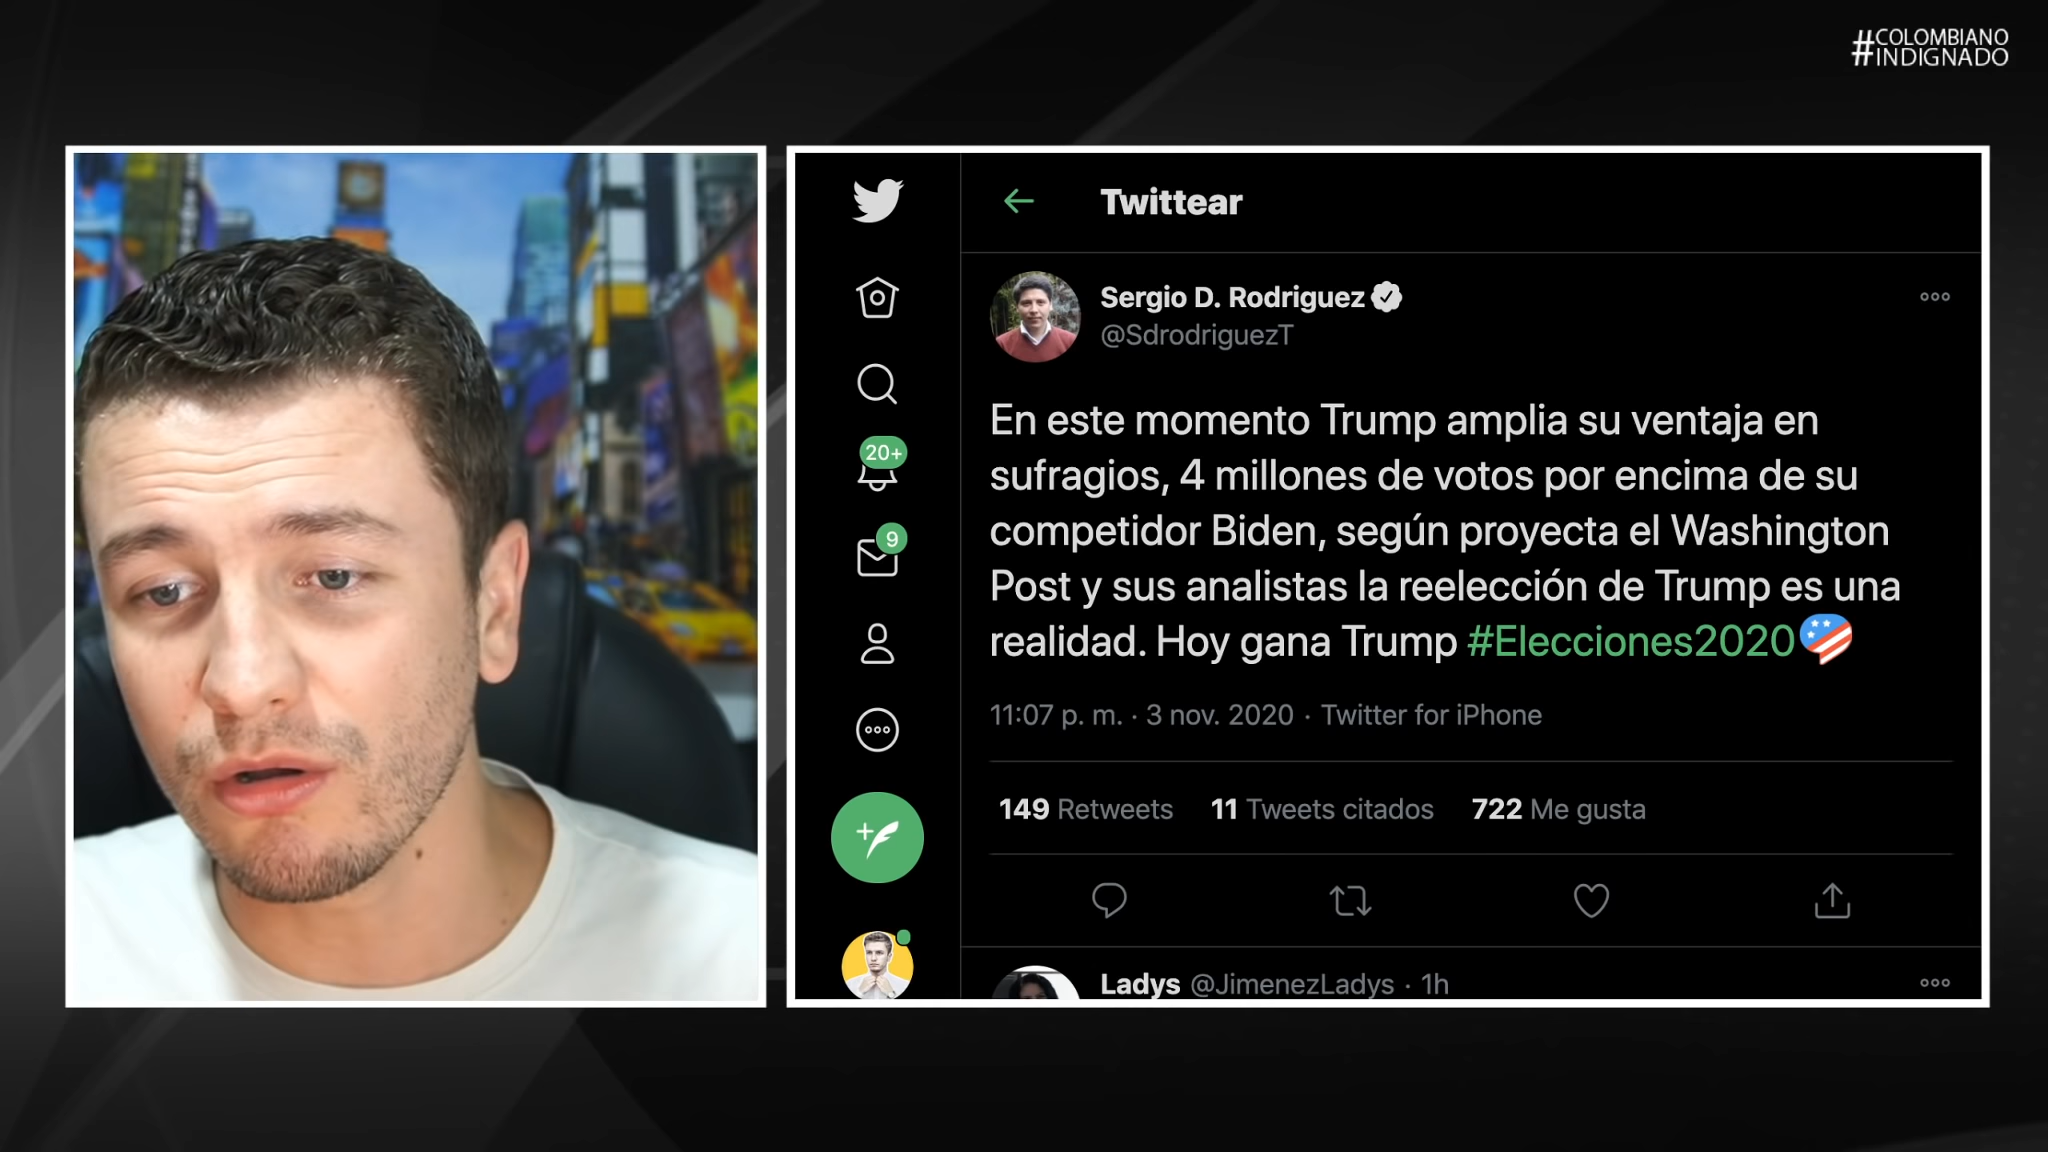 #COLOMBIANO
INDIGNADO
Twittear
Sergio D. Rodriguez
@SdrodriguezT
En este momento Trump amplia su ventaja en
sufragios, 4 millones de votos por encima de su
competidor Biden, según proyecta el Washington
Post y sus analistas la reelección de Trump es una
realidad. Hoy gana Trump #Elecciones2020
11:07 p. m. · 3 nov. 2020 · Twitter for iPhone
149 Retweets 11 Tweets citados 722 Me gusta
Ladys @JimenezLadys · 1h
20+
9